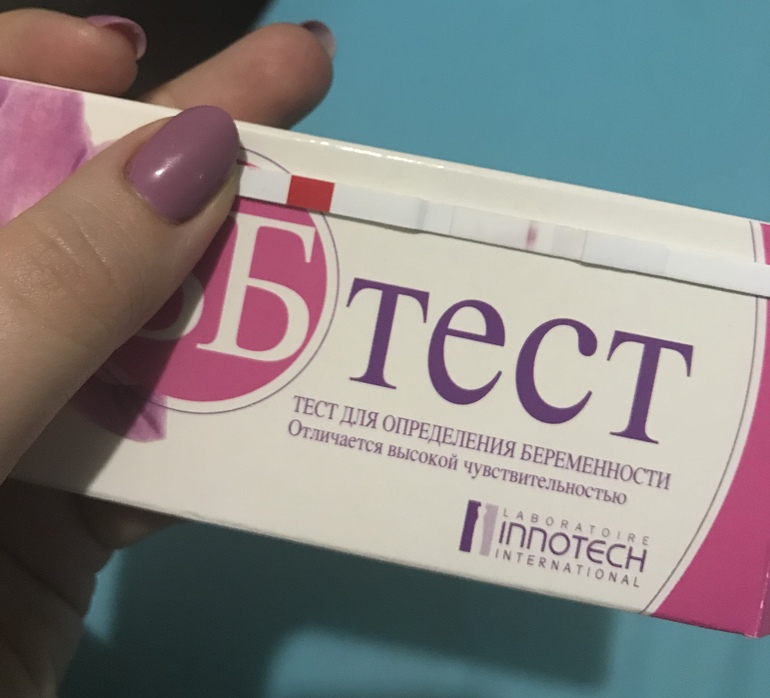 Б
тест
ТЕСТ ДЛЯ ОПРЕДЕЛЕНИЯ БЕРЕМЕННОСТИ
Отличается высокой чувствительностью
LABORATOIRE
INNOTECH
INTERNATIONAL